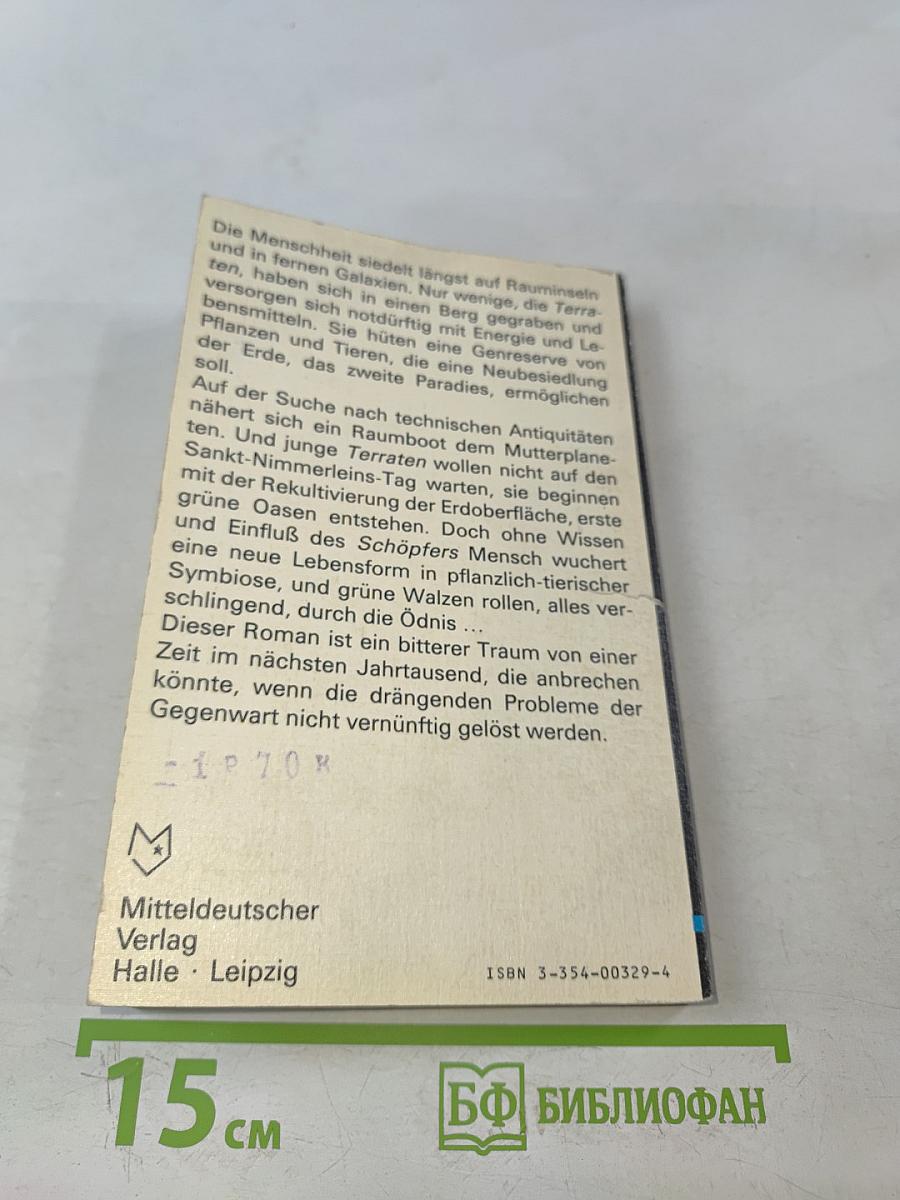 Die Menschheit siedelt längst auf Rauminseln
und in fernen Galaxien. Nur wenige, die Terra-
ten, haben sich in einen Berg gegraben und
versorgen sich notdürftig mit Energie und Le-
bensmitteln. Sie hüten eine Genreserve von
Pflanzen und Tieren, die eine Neubesiedlung
der Erde, das zweite Paradies, ermöglichen
soll.
Auf der Suche nach technischen Antiquitäten
nähert sich ein Raumboot dem Mutterplane-
ten. Und junge Terraten wollen nicht auf den
Sankt-Nimmerleins-Tag warten, sie beginnen
mit der Rekultivierung der Erdoberfläche, erste
grüne Oasen entstehen. Doch ohne Wissen
und Einfluß des Schöpfers Mensch wuchert
eine neue Lebensform in pflanzlich-tierischer
Symbiose, und grüne Walzen rollen, alles ver-
schlingend, durch die Ödnis ...
Dieser Roman ist ein bitterer Traum von einer
Zeit im nächsten Jahrtausend, die anbrechen
könnte, wenn die drängenden Probleme der
Gegenwart nicht vernünftig gelöst werden.
=1 Р 70 К
Mitteldeutscher
Verlag
Halle · Leipzig
ISBN 3-354-00329-4
15 см
БФ БИБЛИОФАН